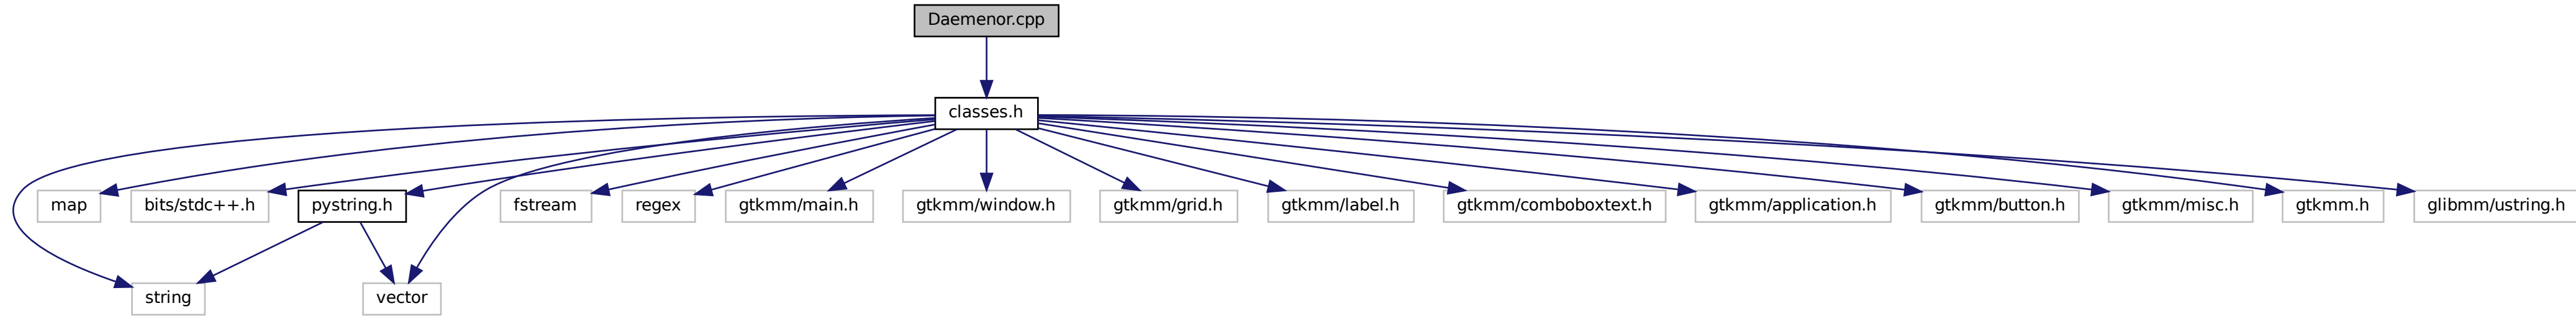 Daemenor.cpp
classes.h
map
bits/stdc++.h
pystring.h
fstream
regex
gtkmm/main.h
gtkmm/window.h
gtkmm/grid.h
gtkmm/label.h
gtkmm/comboboxtext.h
gtkmm/application.h
gtkmm/button.h
gtkmm/misc.h
gtkmm.h
glibmm/ustring.h
string
vector